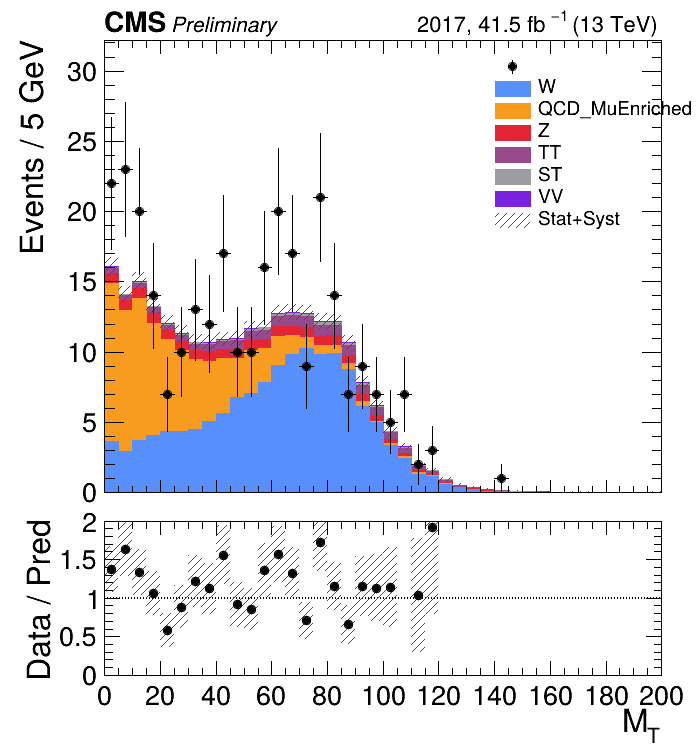 CMS Preliminary 2017, 41.5 fb⁻¹ (13 TeV)
Events / 5 GeV
30
25
20
15
10
5
0
W
QCD_MuEnriched
Z
TT
ST
VV
Stat+Syst
Data / Pred
2
1.5
1
0.5
0
0 20 40 60 80 100 120 140 160 180 200
M_T